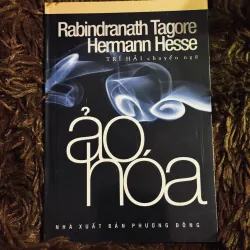 Rabindranath Tagore
Hermann Hesse
TRÍ HẢI chuyển ngữ
ảo
hóa
NHÀ XUẤT BẢN PHƯƠNG ĐÔNG